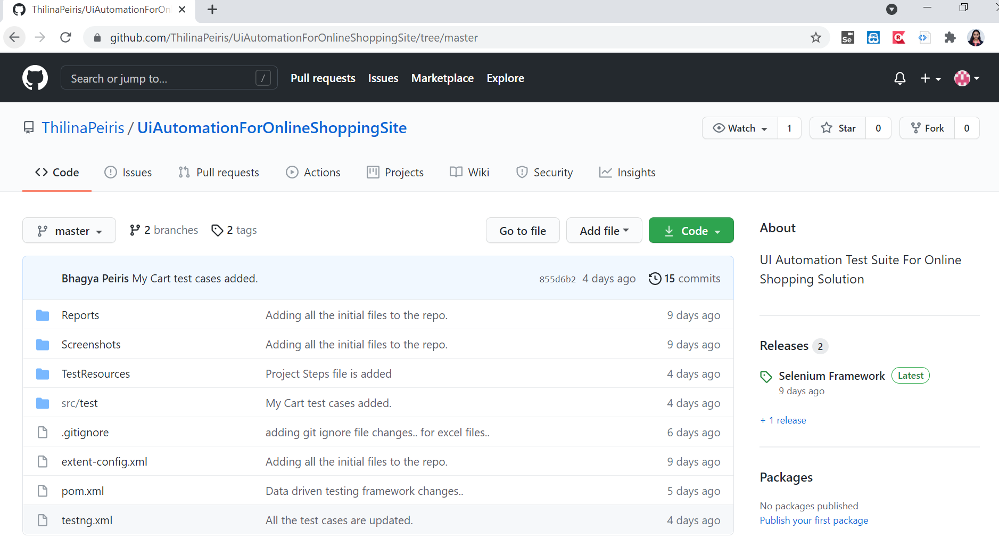 ThilinaPeiris/UiAutomationForOn
github.com/ThilinaPeiris/UiAutomationForOnlineShoppingSite/tree/master
Se
Search or jump to... /
Pull requests Issues Marketplace Explore
ThilinaPeiris / UiAutomationForOnlineShoppingSite
Watch 1 Star 0 Fork 0
Code Issues Pull requests Actions Projects Wiki Security Insights
master 2 branches 2 tags Go to file Add file Code
Bhagya Peiris My Cart test cases added. 855d6b2 4 days ago 15 commits
Reports Adding all the initial files to the repo. 9 days ago
Screenshots Adding all the initial files to the repo. 9 days ago
TestResources Project Steps file is added 4 days ago
src/test My Cart test cases added. 4 days ago
.gitignore adding git ignore file changes.. for excel files.. 6 days ago
extent-config.xml Adding all the initial files to the repo. 9 days ago
pom.xml Data driven testing framework changes.. 5 days ago
testng.xml All the test cases are updated. 4 days ago
About
UI Automation Test Suite For Online
Shopping Solution
Releases 2
Selenium Framework Latest
9 days ago
+ 1 release
Packages
No packages published
Publish your first package